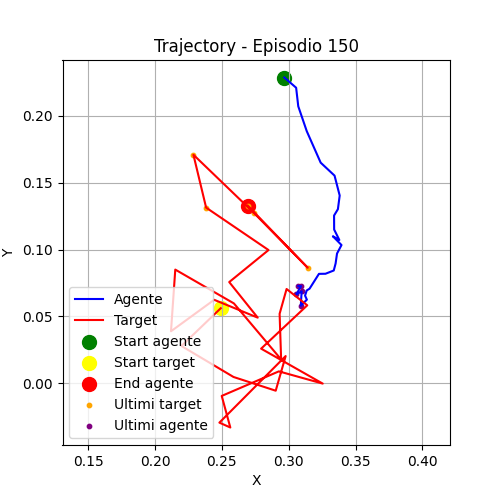 Trajectory - Episodio 150
Y
0.20
0.15
0.10
0.05
0.00
Agente
Target
Start agente
Start target
End agente
Ultimi target
Ultimi agente
0.15 0.20 0.25 0.30 0.35 0.40
X